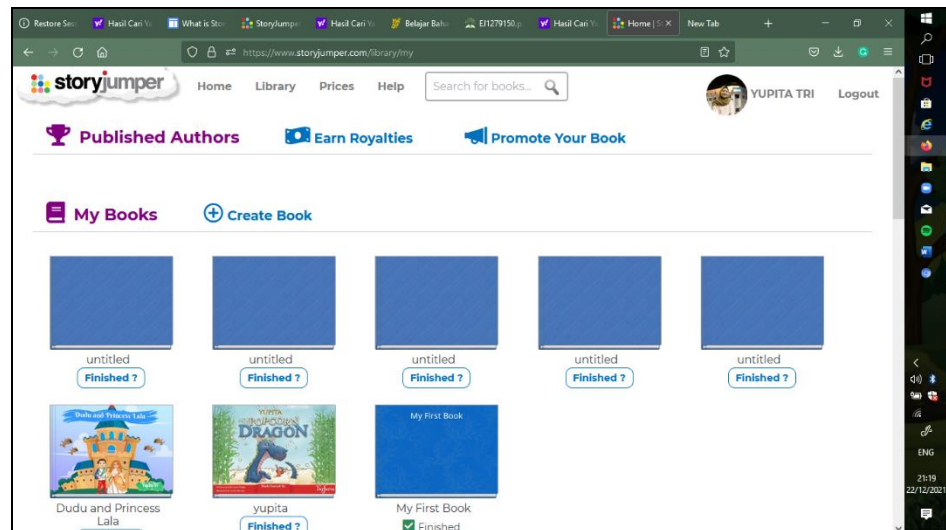 Restore Ses
Hasil Cari Ya
What is Stor
StoryJumpe
Hasil Cari Ya
Belajar Baha
EJ1279150.p
Hasil Cari Ya
Home | St
New Tab
https://www.storyjumper.com/library/my
storyjumper
Home Library Prices Help Search for books...
YUPITA TRI Logout
Published Authors Earn Royalties Promote Your Book
My Books Create Book
untitled untitled untitled untitled untitled
Finished ? Finished ? Finished ? Finished ? Finished ?
Dudu and Princess Lala
YUPITA
DRAGON
My First Book
Dudu and Princess
Lala
yupita
Finished ?
My First Book
Finished
ENG
21:19
22/12/2021